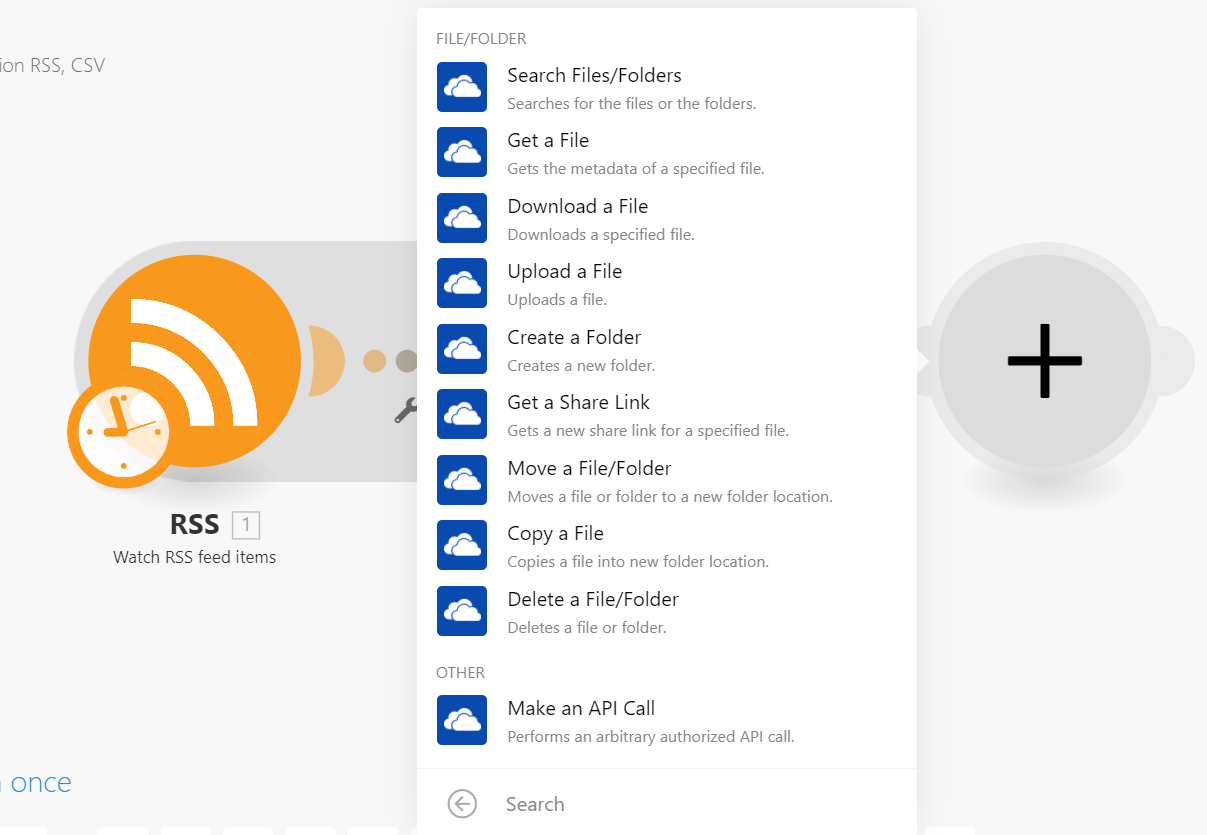 ion RSS, CSV
FILE/FOLDER
Search Files/Folders
Searches for the files or the folders.
Get a File
Gets the metadata of a specified file.
Download a File
Downloads a specified file.
Upload a File
Uploads a file.
Create a Folder
Creates a new folder.
Get a Share Link
Gets a new share link for a specified file.
Move a File/Folder
Moves a file or folder to a new folder location.
Copy a File
Copies a file into new folder location.
Delete a File/Folder
Deletes a file or folder.
OTHER
Make an API Call
Performs an arbitrary authorized API call.
Search
RSS 1
Watch RSS feed items
once